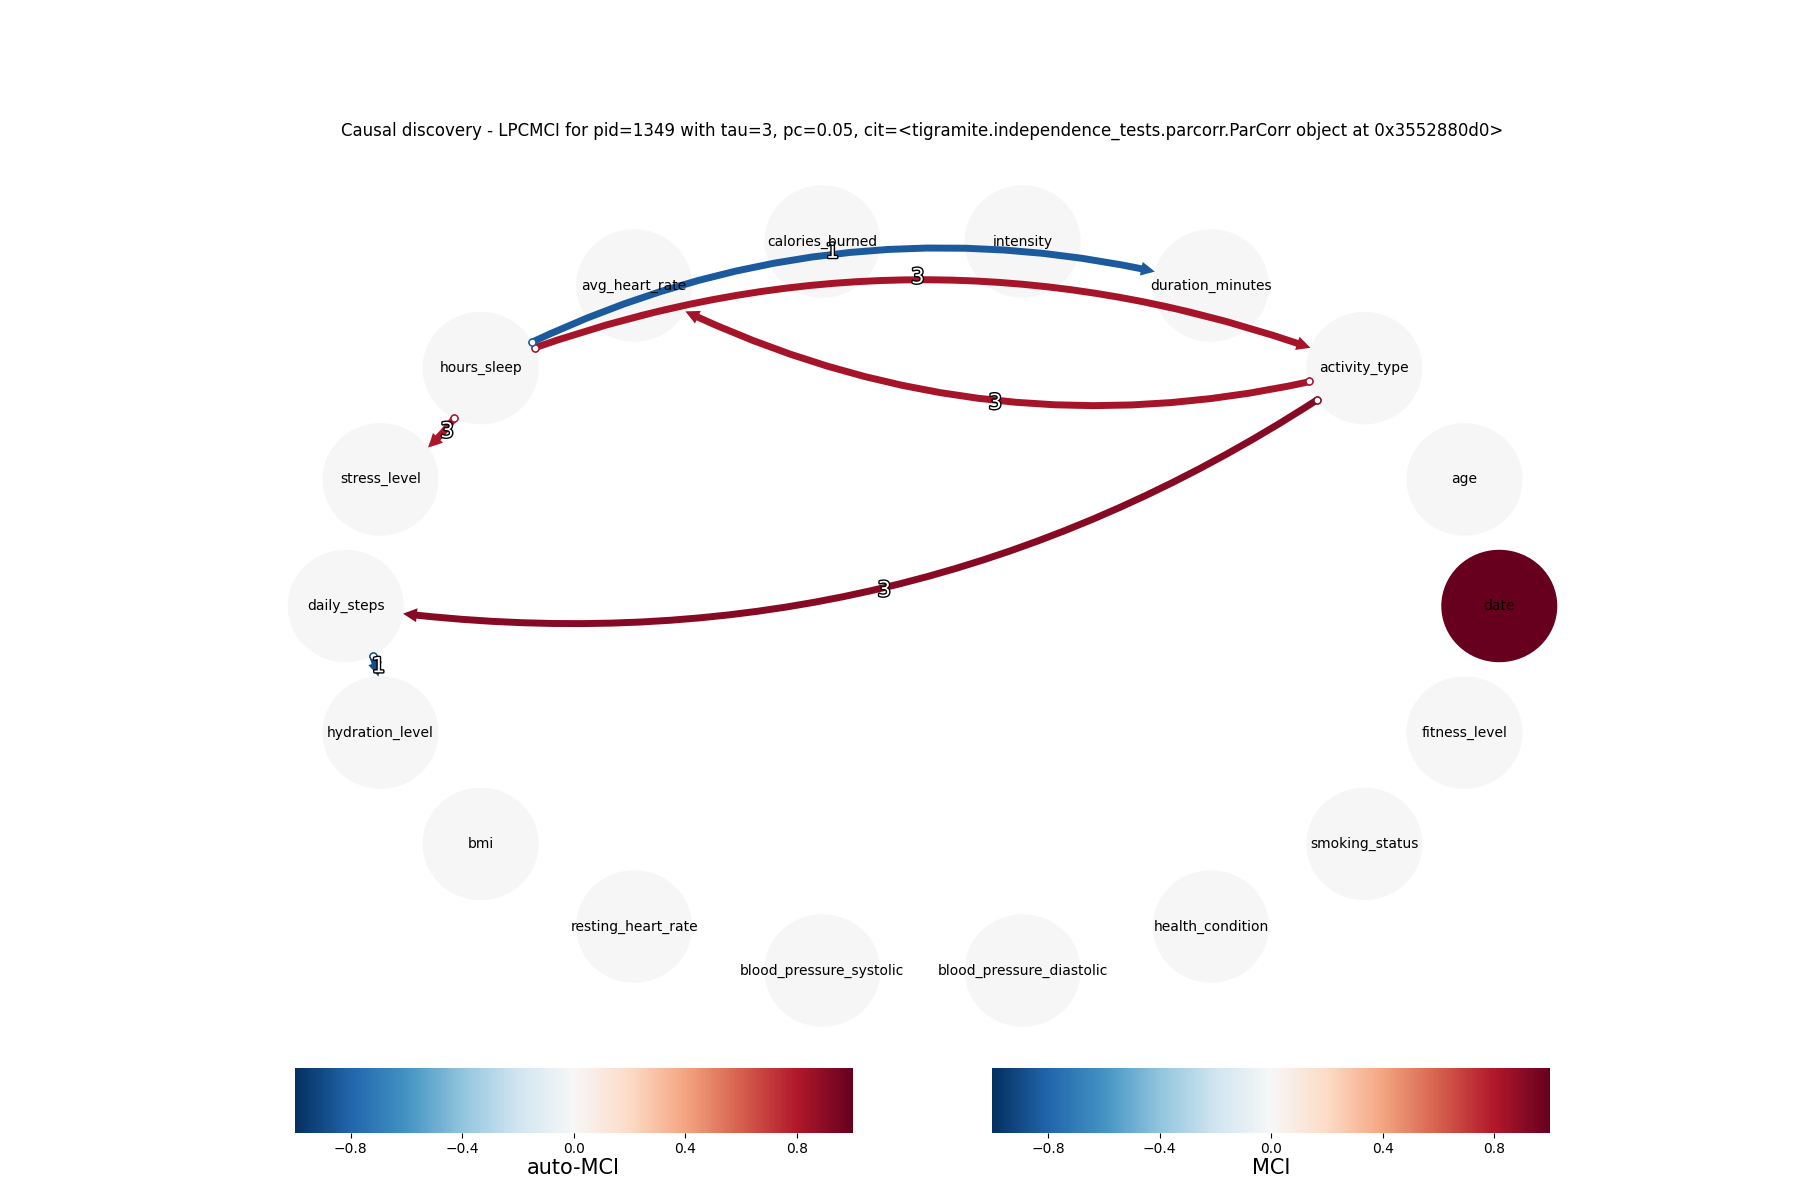 Causal discovery - LPCMCI for pid=1349 with tau=3, pc=0.05, cit=<tigramite.independence_tests.parcorr.ParCorr object at 0x3552880d0>
calories_burned
intensity
1
3
avg_heart_rate
duration_minutes
hours_sleep
activity_type
3
3
stress_level
age
3
daily_steps
date
1
hydration_level
fitness_level
bmi
smoking_status
resting_heart_rate
health_condition
blood_pressure_systolic
blood_pressure_diastolic
−0.8 −0.4 0.0 0.4 0.8
auto-MCI
−0.8 −0.4 0.0 0.4 0.8
MCI